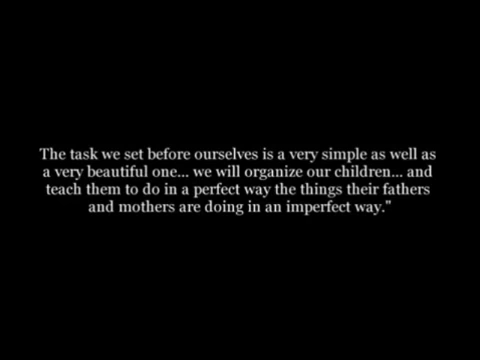 The task we set before ourselves is a very simple as well as
a very beautiful one... we will organize our children... and
teach them to do in a perfect way the things their fathers
and mothers are doing in an imperfect way."